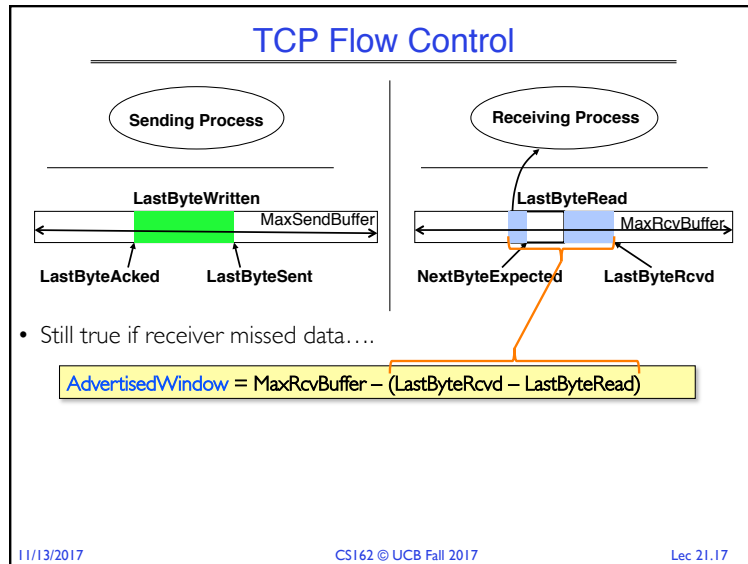 TCP Flow Control
Sending Process
Receiving Process
LastByteWritten
MaxSendBuffer
LastByteAcked
LastByteSent
LastByteRead
MaxRcvBuffer
NextByteExpected
LastByteRcvd
• Still true if receiver missed data….
AdvertisedWindow = MaxRcvBuffer – (LastByteRcvd – LastByteRead)
11/13/2017
CS162 © UCB Fall 2017
Lec 21.17